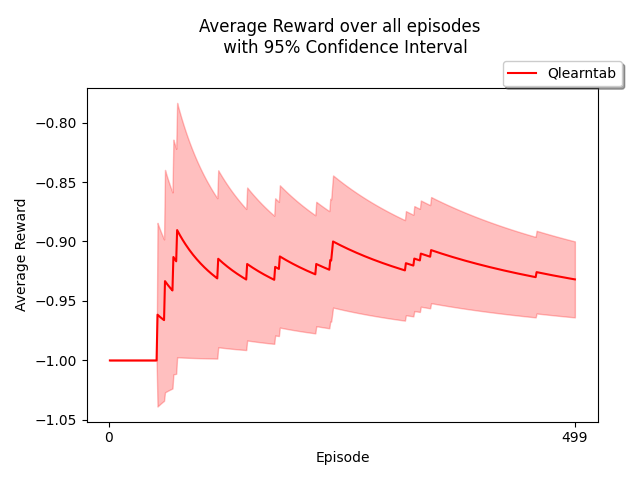 Average Reward over all episodes
with 95% Confidence Interval
Qlearntab
−0.80
−0.85
−0.90
−0.95
−1.00
−1.05
Average Reward
0
499
Episode